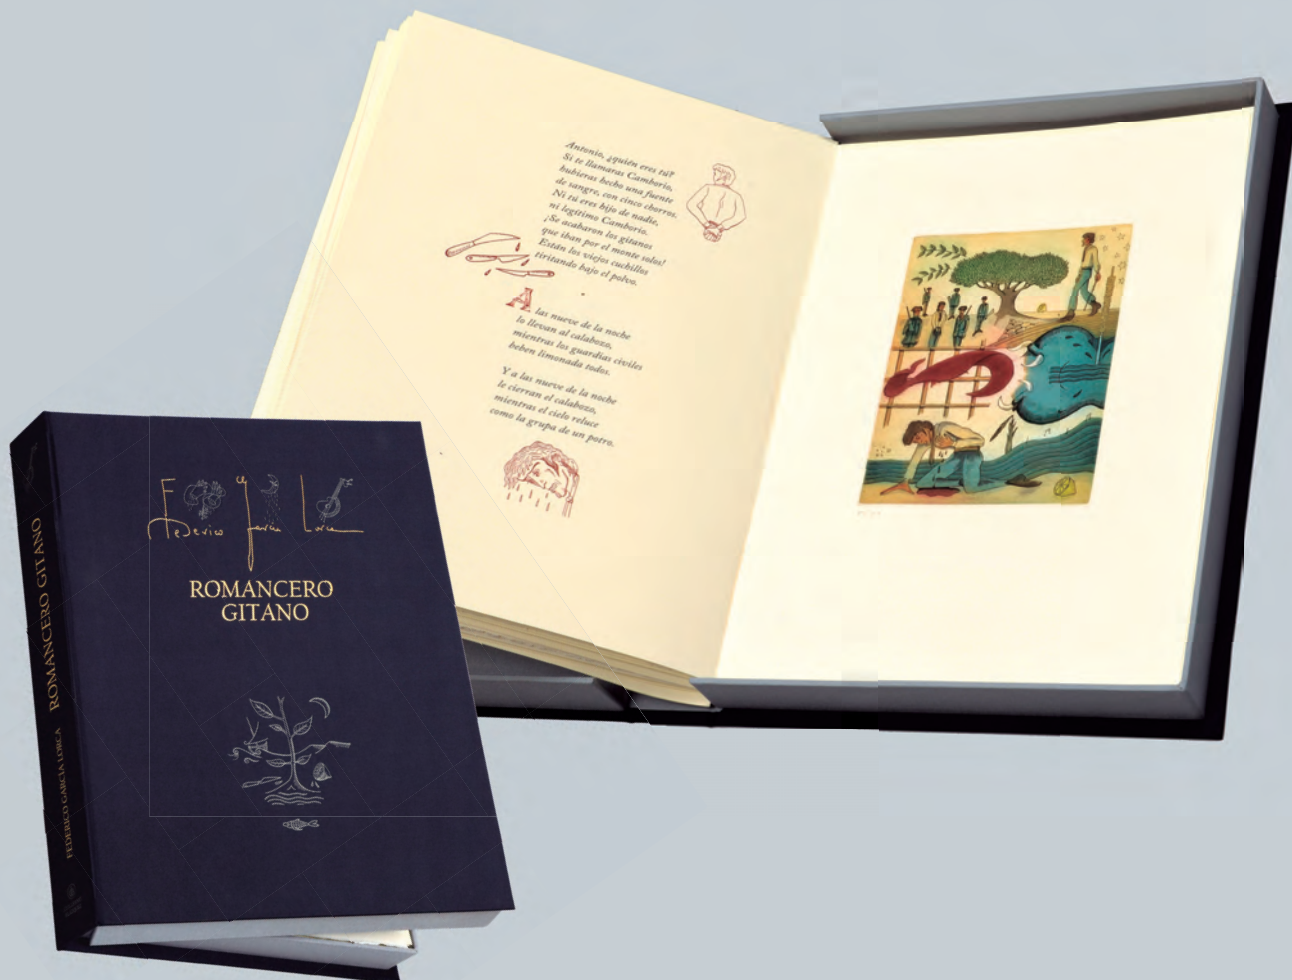 Antonio, ¿quién eres tú?
Si te llamaras Camborio,
hubieras hecho una fuente
de sangre, con cinco chorros.
Ni tú eres hijo de nadie,
ni legítimo Camborio.
¡Se acabaron los gitanos
que iban por el monte solos!
Están los viejos cuchillos
tiritando bajo el polvo.
A las nueve de la noche
lo llevan al calabozo,
mientras los guardias civiles
beben limonada todos.
Y a las nueve de la noche
le cierran el calabozo,
mientras el cielo reluce
como la grupa de un potro.
F G L
Federico García Lorca
ROMANCERO
GITANO
FEDERICO GARCÍA LORCA ROMANCERO GITANO